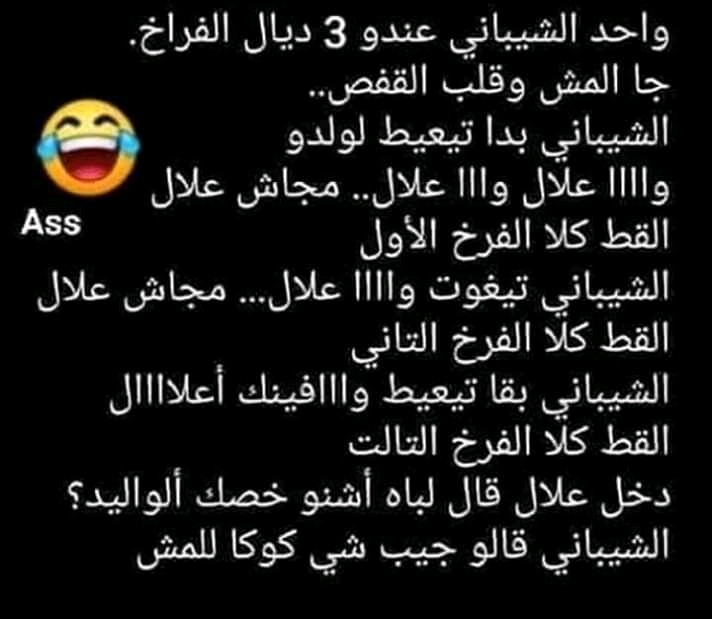 واحد الشيباني عندو 3 ديال الفراخ.
جا المش وقلب القفص..
الشيباني بدا تيعيط لولدو
واااا علال وااا علال.. مجاش علال
Ass
القط كلا الفرخ الأول
الشيباني تيغوت واااا علال... مجاش علال
القط كلا الفرخ التاني
الشيباني بقا تيعيط وااافينك أعلاااال
القط كلا الفرخ التالت
دخل علال قال لباه أشنو خصك ألواليد؟
الشيباني قالو جيب شي كوكا للمش